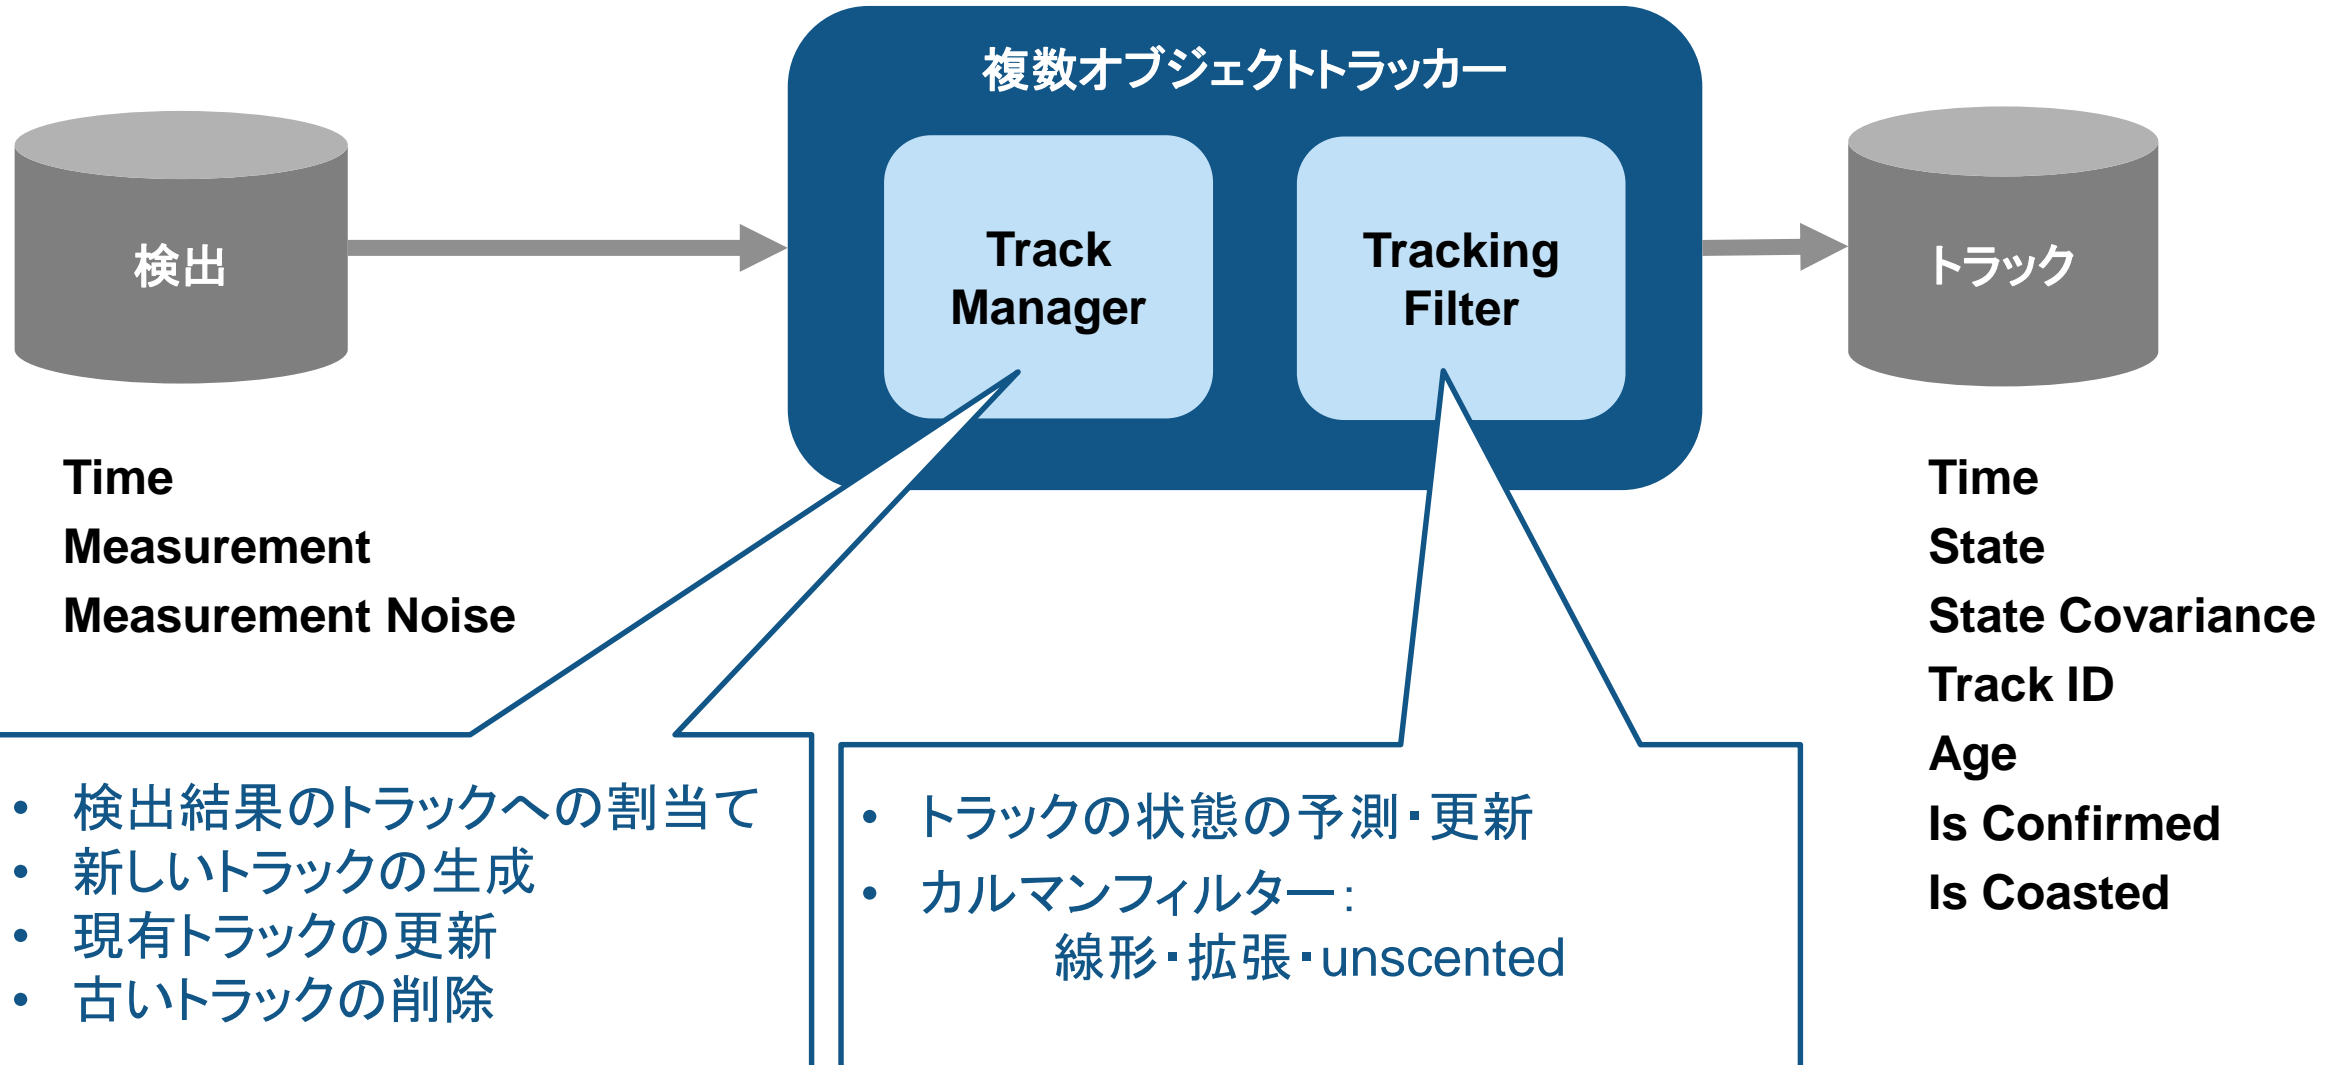 複数オブジェクトトラッカー
検出
Track
Manager
Tracking
Filter
トラック
Time
Measurement
Measurement Noise
Time
State
State Covariance
Track ID
Age
Is Confirmed
Is Coasted
• 検出結果のトラックへの割当て
• 新しいトラックの生成
• 現有トラックの更新
• 古いトラックの削除
• トラックの状態の予測・更新
• カルマンフィルター:
線形・拡張・unscented